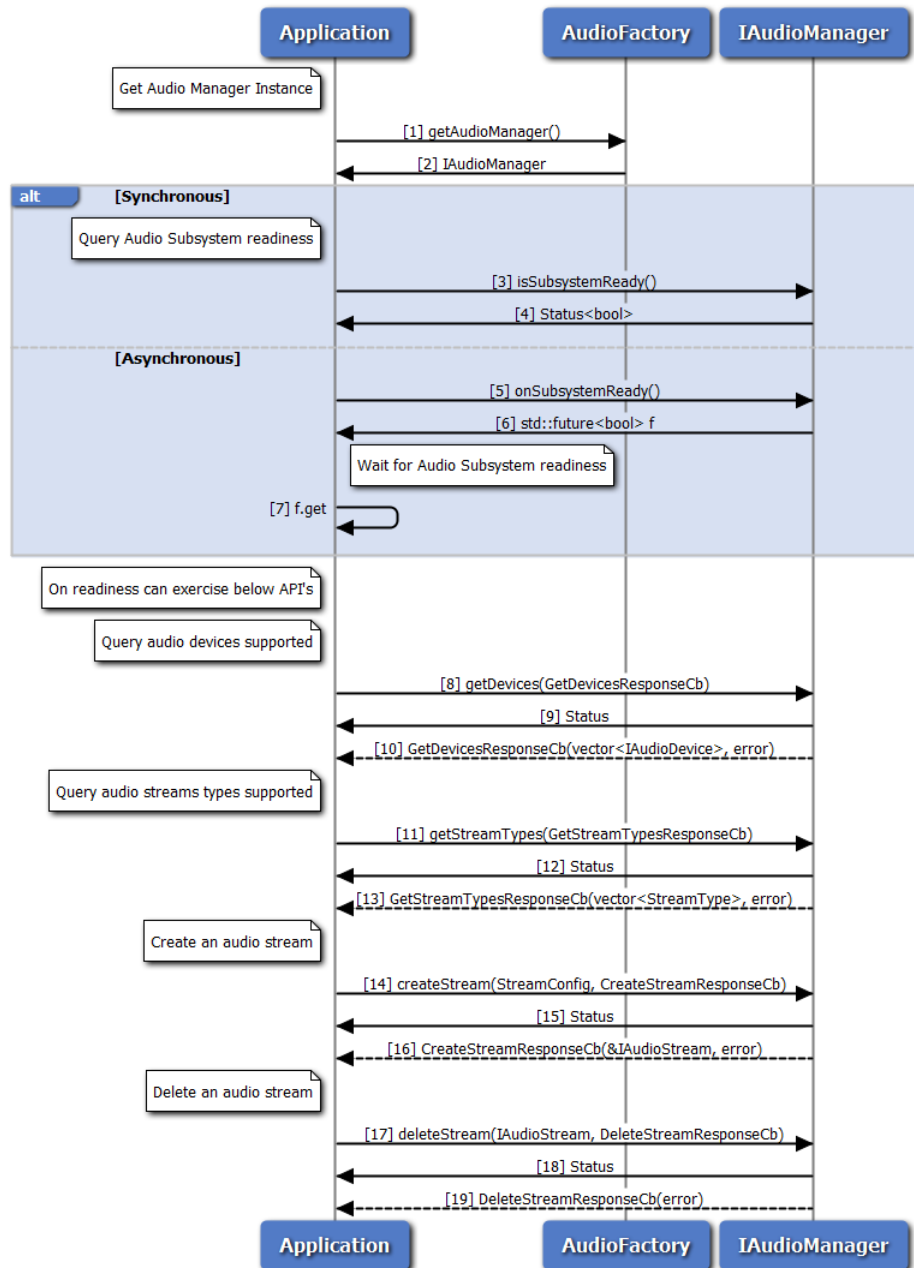 Application AudioFactory IAudioManager
Get Audio Manager Instance
[1] getAudioManager()
[2] IAudioManager
alt [Synchronous]
Query Audio Subsystem readiness
[3] isSubsystemReady()
[4] Status<bool>
[Asynchronous]
[5] onSubsystemReady()
[6] std::future<bool> f
Wait for Audio Subsystem readiness
[7] f.get
On readiness can exercise below API's
Query audio devices supported
[8] getDevices(GetDevicesResponseCb)
[9] Status
[10] GetDevicesResponseCb(vector<IAudioDevice>, error)
Query audio streams types supported
[11] getStreamTypes(GetStreamTypesResponseCb)
[12] Status
[13] GetStreamTypesResponseCb(vector<StreamType>, error)
Create an audio stream
[14] createStream(StreamConfig, CreateStreamResponseCb)
[15] Status
[16] CreateStreamResponseCb(&IAudioStream, error)
Delete an audio stream
[17] deleteStream(IAudioStream, DeleteStreamResponseCb)
[18] Status
[19] DeleteStreamResponseCb(error)
Application AudioFactory IAudioManager